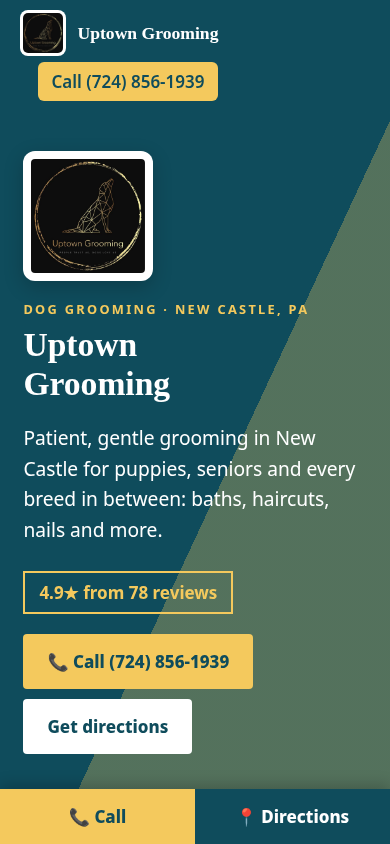 Uptown Grooming
Call (724) 856-1939
Uptown Grooming
DOG GROOMING · NEW CASTLE, PA
Uptown
Grooming
Patient, gentle grooming in New
Castle for puppies, seniors and every
breed in between: baths, haircuts,
nails and more.
4.9★ from 78 reviews
📞 Call (724) 856-1939
Get directions
📞 Call
📍 Directions